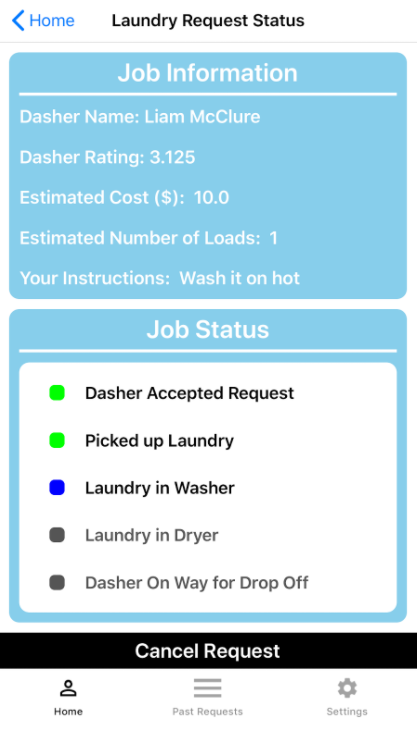 Home
Laundry Request Status
Job Information
Dasher Name: Liam McClure
Dasher Rating: 3.125
Estimated Cost ($): 10.0
Estimated Number of Loads: 1
Your Instructions: Wash it on hot
Job Status
Dasher Accepted Request
Picked up Laundry
Laundry in Washer
Laundry in Dryer
Dasher On Way for Drop Off
Cancel Request
Home
Past Requests
Settings